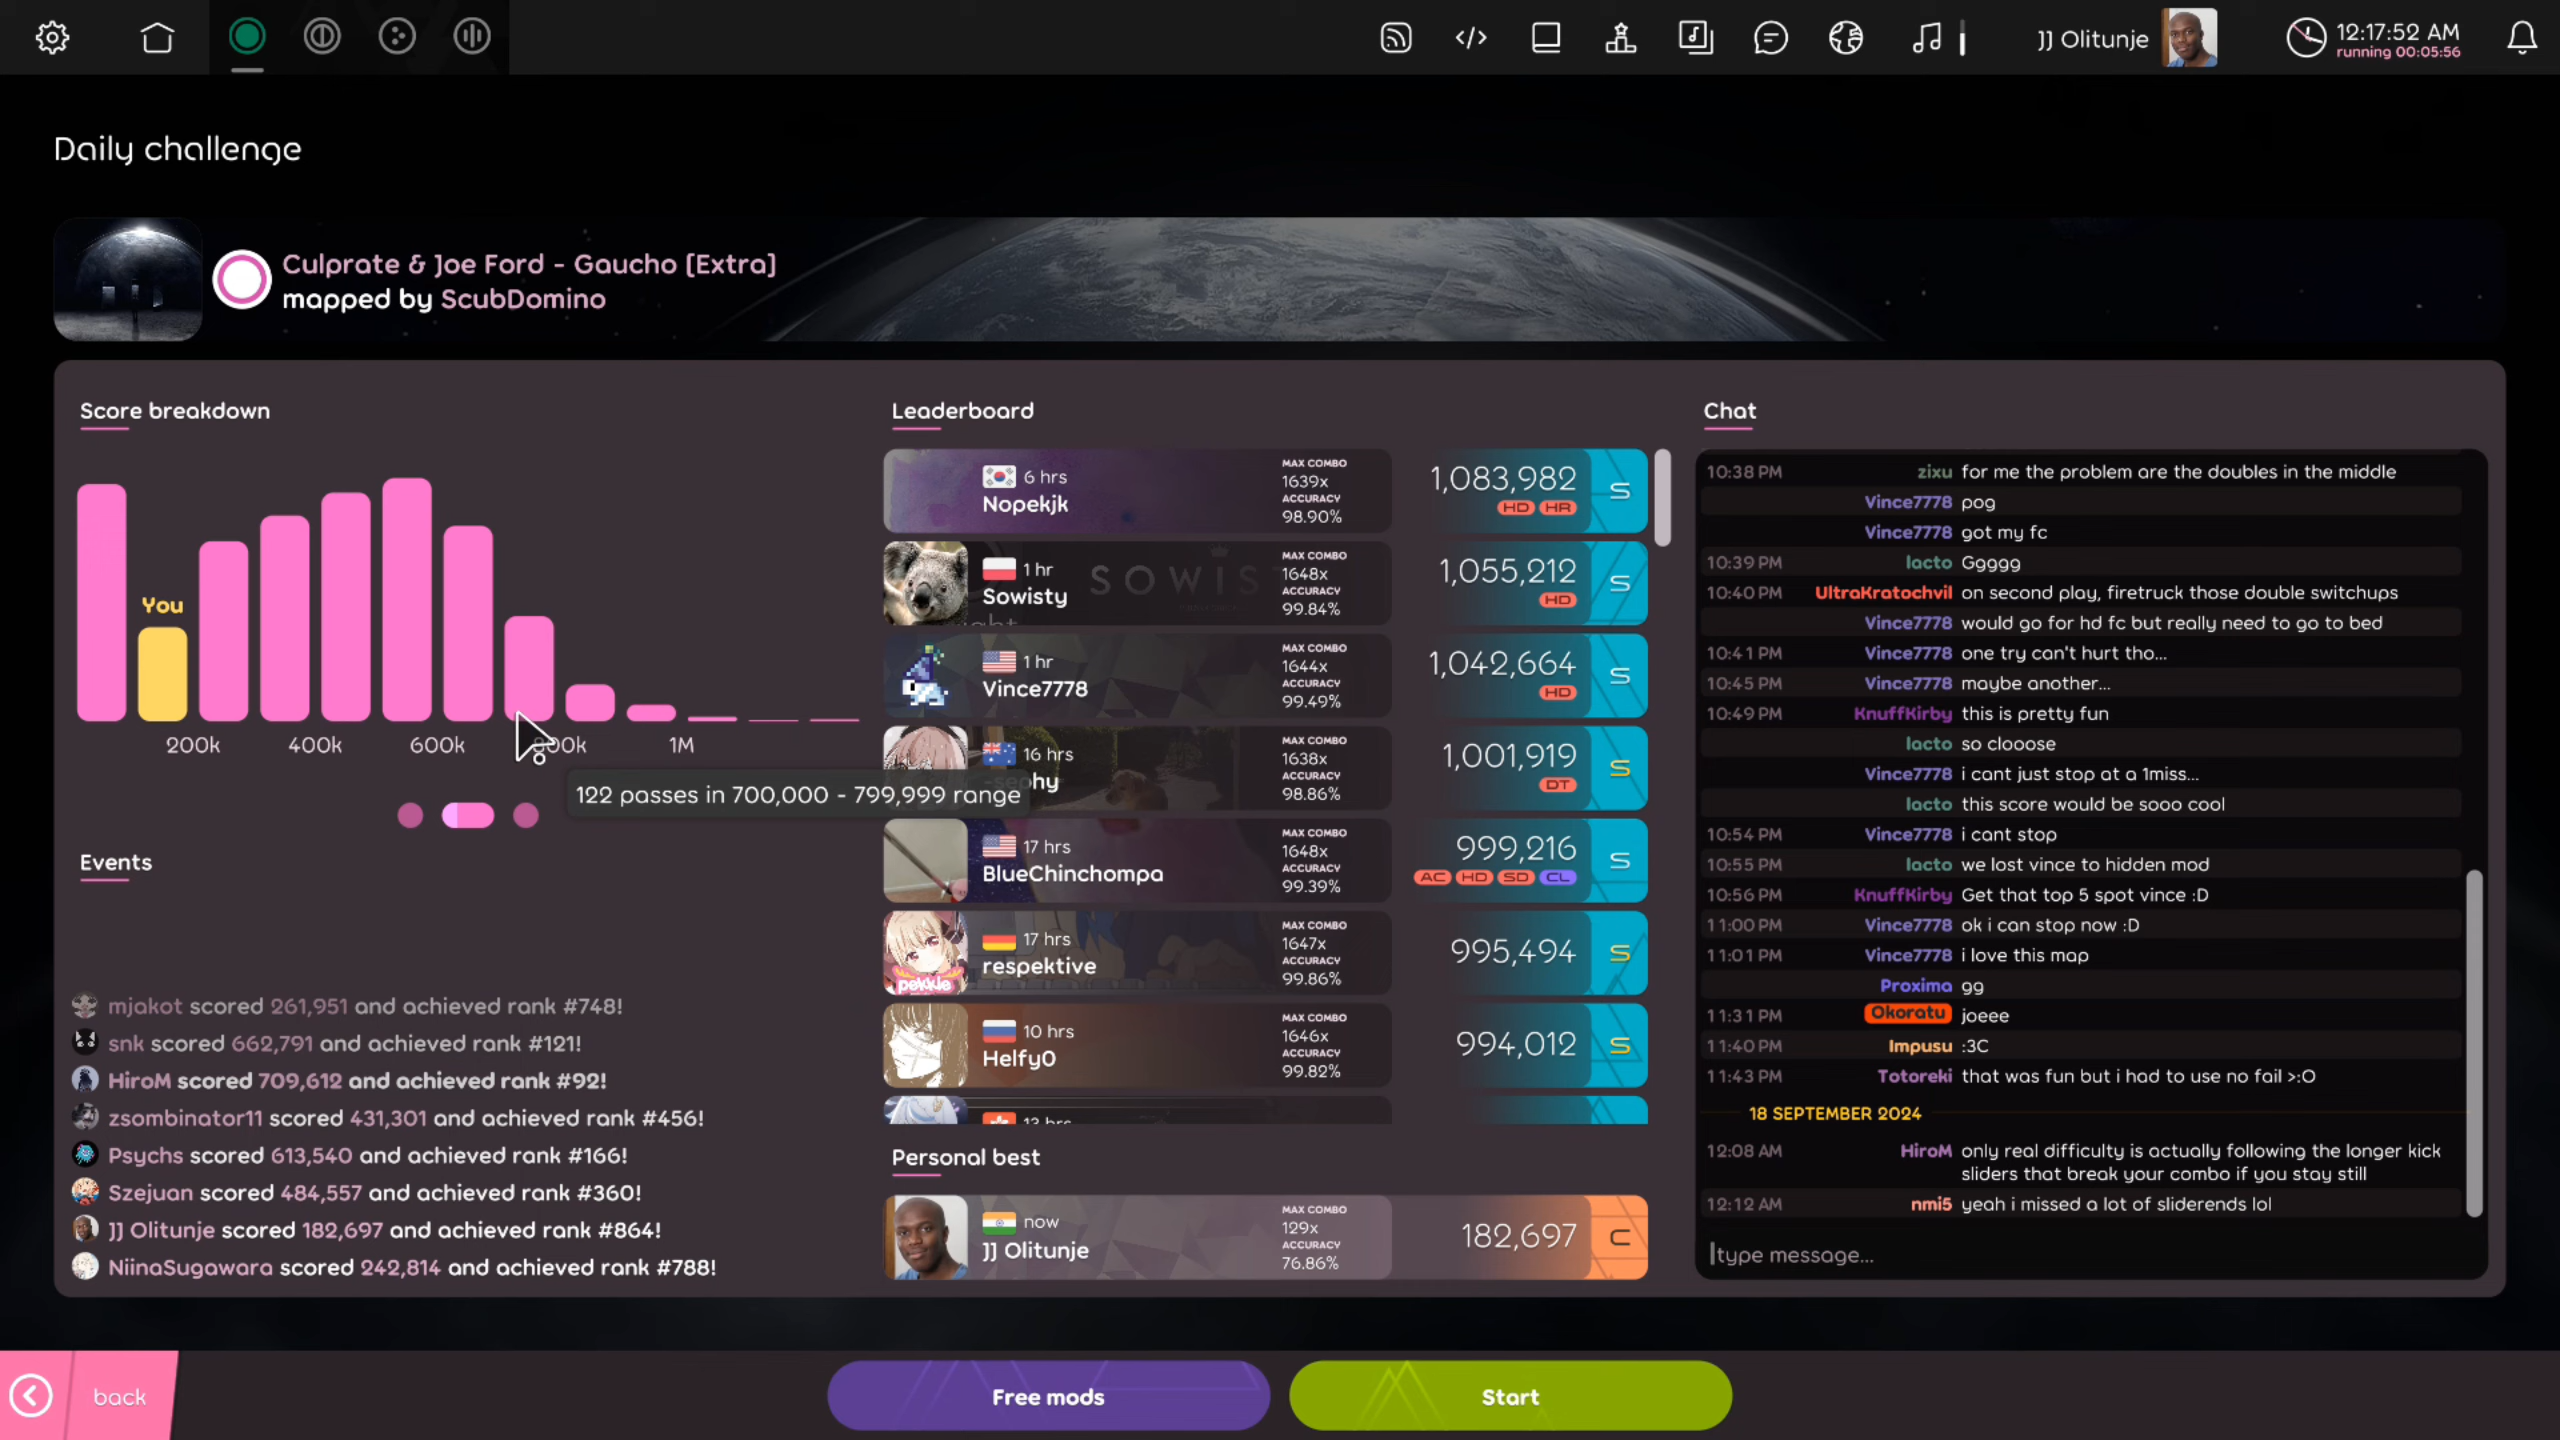 JJ Olitunje
12:17:52 AM
running 00:05:56
Daily challenge
Culprate & Joe Ford - Gaucho [Extra]
mapped by ScubDomino
Score breakdown
You
200k 400k 600k 800k 1M
122 passes in 700,000 - 799,999 range
Events
mjakot scored 261,951 and achieved rank #748!
snk scored 662,791 and achieved rank #121!
HiroM scored 709,612 and achieved rank #92!
zsombinator11 scored 431,301 and achieved rank #456!
Psychs scored 613,540 and achieved rank #166!
Szejuan scored 484,557 and achieved rank #360!
JJ Olitunje scored 182,697 and achieved rank #864!
NiinaSugawara scored 242,814 and achieved rank #788!
Leaderboard
6 hrs
Nopekjk
MAX COMBO
1639x
ACCURACY
98.90%
1,083,982
HD HR
S
1 hr
Sowisty
MAX COMBO
1648x
ACCURACY
99.84%
1,055,212
HD
S
1 hr
Vince7778
MAX COMBO
1644x
ACCURACY
99.49%
1,042,664
HD
S
16 hrs
-sephy
MAX COMBO
1638x
ACCURACY
98.86%
1,001,919
DT
S
17 hrs
BlueChinchompa
MAX COMBO
1648x
ACCURACY
99.39%
999,216
AC HD SD CL
S
pekkie
17 hrs
respektive
MAX COMBO
1647x
ACCURACY
99.86%
995,494
S
10 hrs
Helfy0
MAX COMBO
1646x
ACCURACY
99.82%
994,012
S
13 hrs
Personal best
now
JJ Olitunje
MAX COMBO
129x
ACCURACY
76.86%
182,697
C
Chat
10:38 PM zixu for me the problem are the doubles in the middle
Vince7778 pog
Vince7778 got my fc
10:39 PM lacto Ggggg
10:40 PM UltraKratochvil on second play, firetruck those double switchups
Vince7778 would go for hd fc but really need to go to bed
10:41 PM Vince7778 one try can't hurt tho...
10:45 PM Vince7778 maybe another...
10:49 PM KnuffKirby this is pretty fun
lacto so clooose
Vince7778 i cant just stop at a 1miss...
lacto this score would be sooo cool
10:54 PM Vince7778 i cant stop
10:55 PM lacto we lost vince to hidden mod
10:56 PM KnuffKirby Get that top 5 spot vince :D
11:00 PM Vince7778 ok i can stop now :D
11:01 PM Vince7778 i love this map
Proxima gg
11:31 PM Okoratu joeee
11:40 PM Impusu :3C
11:43 PM Totoreki that was fun but i had to use no fail >:O
18 SEPTEMBER 2024
12:08 AM HiroM only real difficulty is actually following the longer kick
sliders that break your combo if you stay still
12:12 AM nmi5 yeah i missed a lot of sliderends lol
type message...
back
Free mods
Start